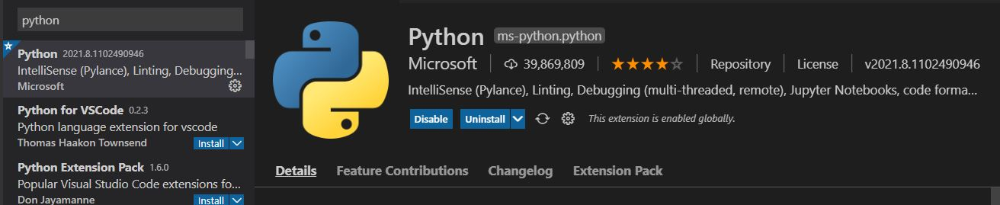 python
Python 2021.8.1102490946
IntelliSense (Pylance), Linting, Debugging...
Microsoft
Python for VSCode 0.2.3
Python language extension for vscode
Thomas Haakon Townsend Install
Python Extension Pack 1.6.0
Popular Visual Studio Code extensions fo...
Don Jayamanne Install
Python ms-python.python
Microsoft 39,869,809 Repository License v2021.8.1102490946
IntelliSense (Pylance), Linting, Debugging (multi-threaded, remote), Jupyter Notebooks, code forma...
Disable Uninstall This extension is enabled globally.
Details Feature Contributions Changelog Extension Pack